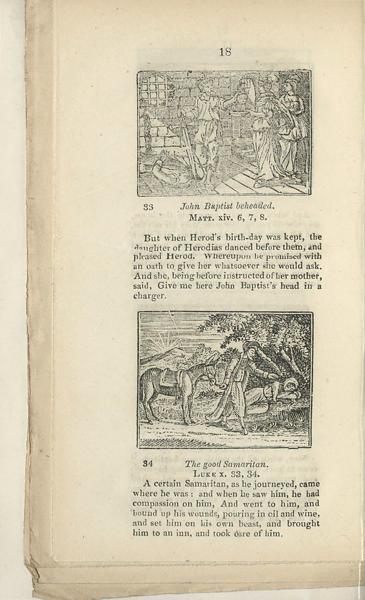 18
33 John Baptist beheaded.
MATT. xiv. 6, 7, 8.
But when Herod's birth-day was kept, the
daughter of Herodias danced before them, and
pleased Herod. Whereupon he promised with
an oath to give her whatsoever she would ask.
And she, being before instructed of her mother,
said, Give me here John Baptist's head in a
charger.
34 The good Samaritan.
LUKE x. 33, 34.
A certain Samaritan, as he journeyed, came
where he was: and when he saw him, he had
compassion on him, And went to him, and
bound up his wounds, pouring in oil and wine,
and set him on his own beast, and brought
him to an inn, and took care of him.